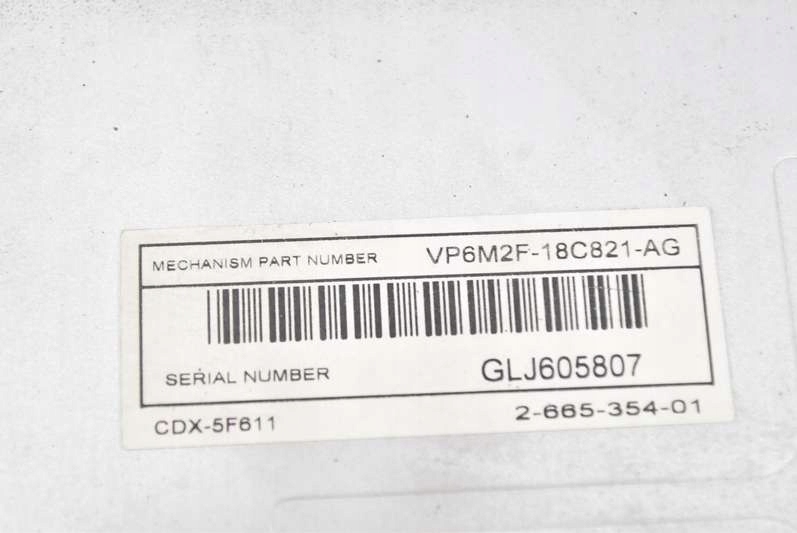 MECHANISM PART NUMBER VP6M2F-18C821-AG
SERIAL NUMBER GLJ605807
CDX-5F611 2-665-354-01